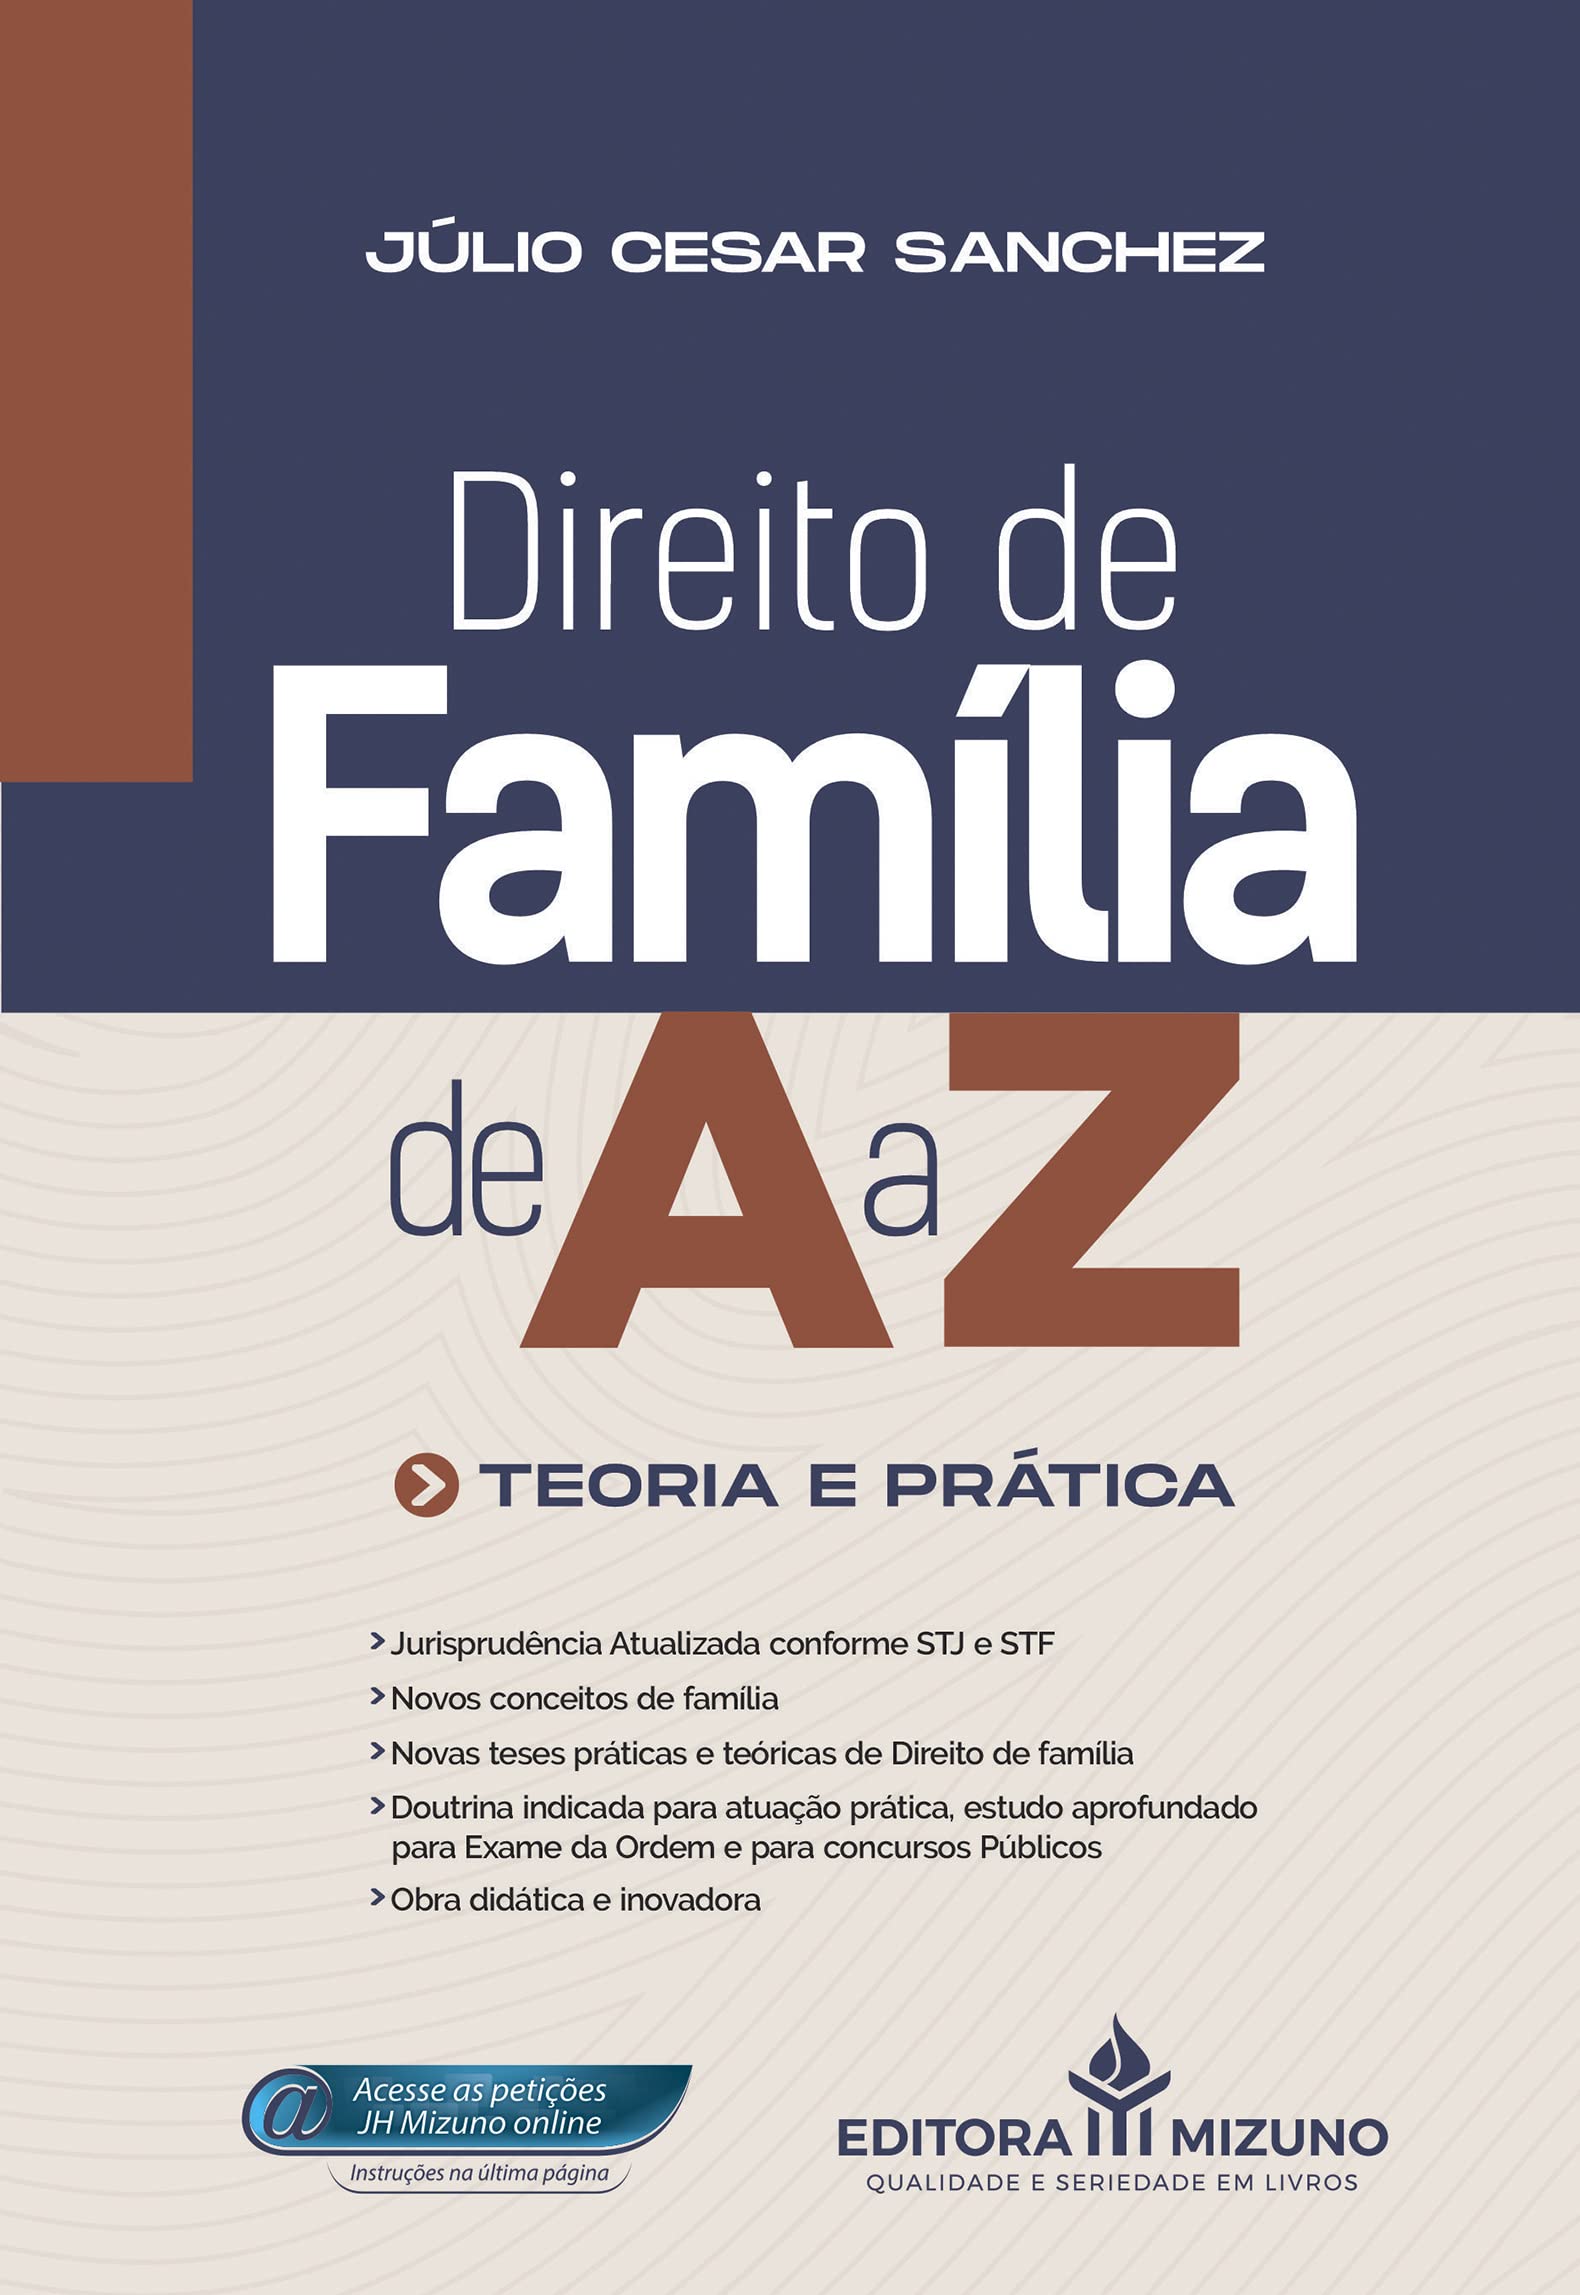 JÚLIO CESAR SANCHEZ
Direito de
Família
de A a Z
TEORIA E PRÁTICA
Jurisprudência Atualizada conforme STJ e STF
Novos conceitos de família
Novas teses práticas e teóricas de Direito de família
Doutrina indicada para atuação prática, estudo aprofundado
para Exame da Ordem e para concursos Públicos
Obra didática e inovadora
@ Acesse as petições
JH Mizuno online
Instruções na última página
EDITORA MIZUNO
QUALIDADE E SERIEDADE EM LIVROS